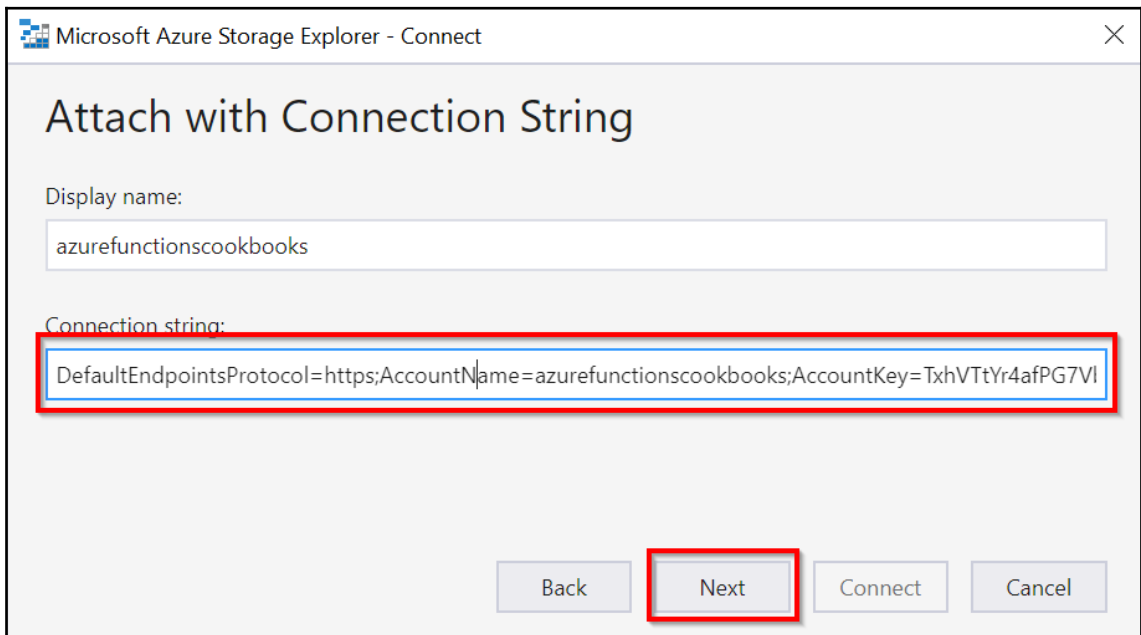 Microsoft Azure Storage Explorer - Connect
Attach with Connection String
Display name:
azurefunctionscookbooks
Connection string:
DefaultEndpointsProtocol=https;AccountName=azurefunctionscookbooks;AccountKey=TxhVTtYr4afPG7Vl
Back Next Connect Cancel